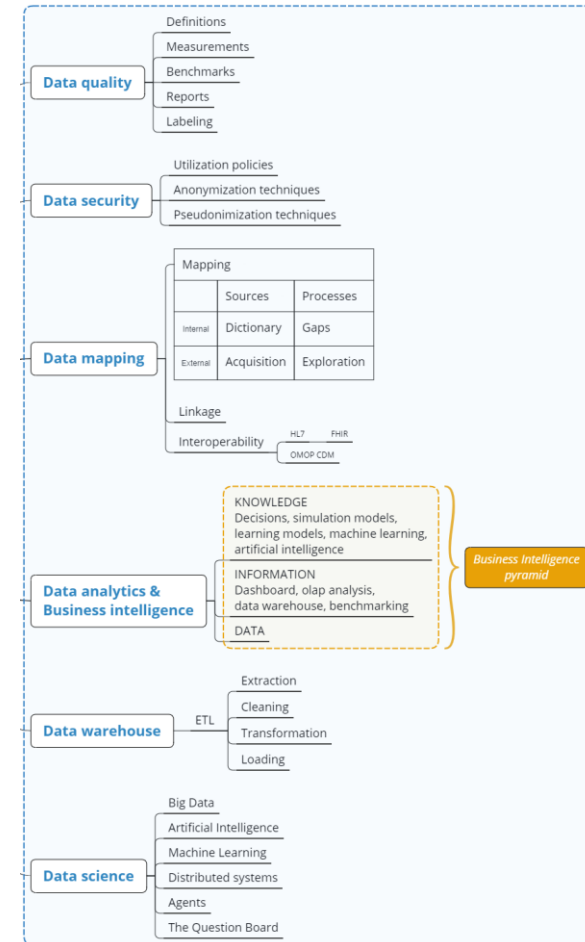 Data quality
Definitions
Measurements
Benchmarks
Reports
Labeling
Data security
Utilization policies
Anonymization techniques
Pseudonimization techniques
Data mapping
Mapping
Sources Processes
Internal Dictionary Gaps
External Acquisition Exploration
Linkage
Interoperability
HL7 FHIR
OMOP CDM
Data analytics &
Business intelligence
KNOWLEDGE
Decisions, simulation models,
learning models, machine learning,
artificial intelligence
INFORMATION
Dashboard, olap analysis,
data warehouse, benchmarking
DATA
Business Intelligence
pyramid
Data warehouse
ETL
Extraction
Cleaning
Transformation
Loading
Data science
Big Data
Artificial Intelligence
Machine Learning
Distributed systems
Agents
The Question Board